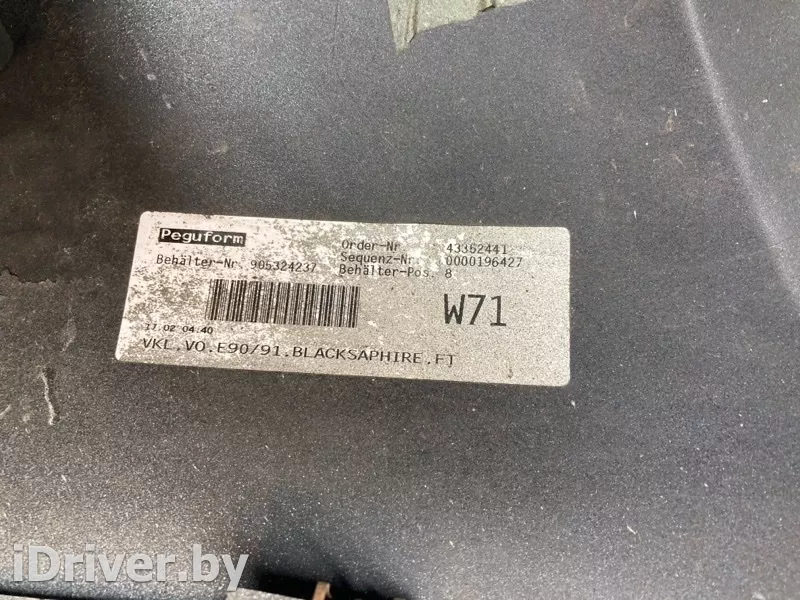 Peguform
Order-Nr. 43362441
Sequenz-Nr. 0000196427
Behälter-Nr. 905324237 Behälter-Pos. 8
W71
17.02 04:40
VKL.VO.E90/91.BLACKSAPHIRE.FT
iDriver.by